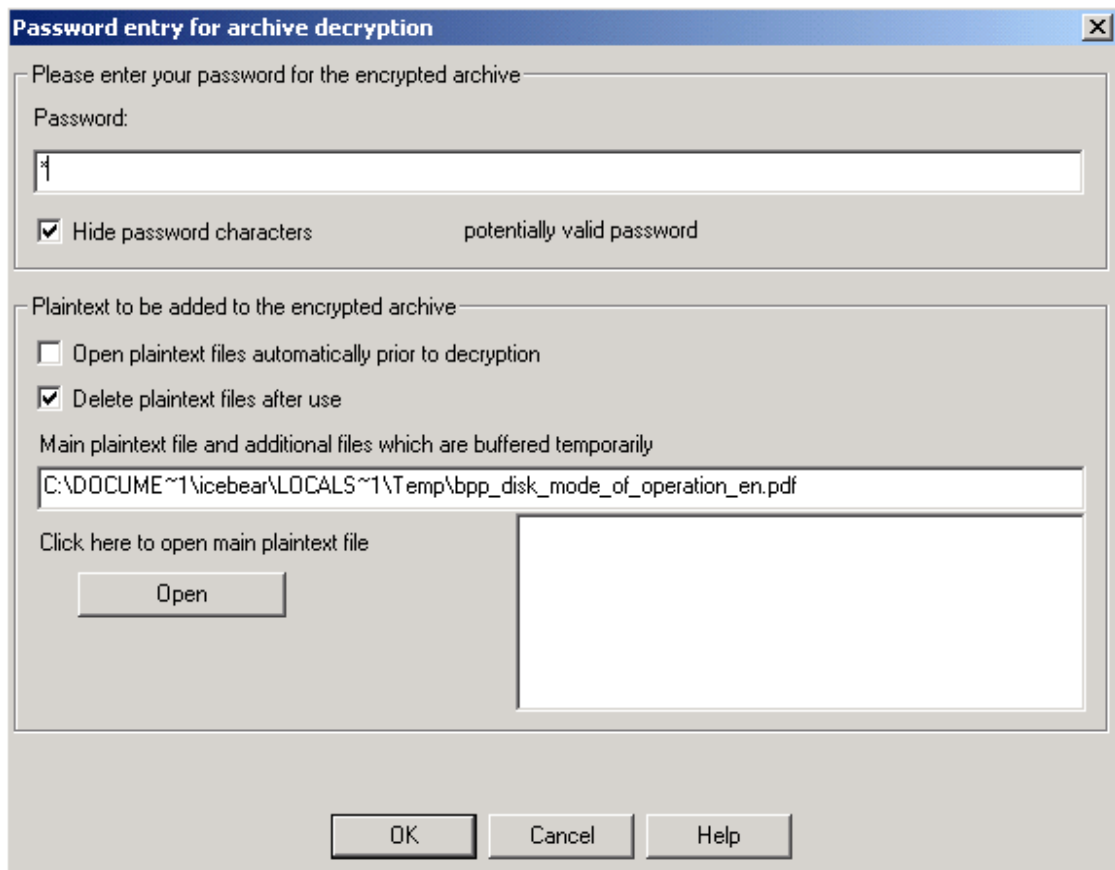 Password entry for archive decryption
Please enter your password for the encrypted archive
Password:
*
Hide password characters
potentially valid password
Plaintext to be added to the encrypted archive
Open plaintext files automatically prior to decryption
Delete plaintext files after use
Main plaintext file and additional files which are buffered temporarily
C:\DOCUME~1\icebear\LOCALS~1\Temp\bpp_disk_mode_of_operation_en.pdf
Click here to open main plaintext file
Open
OK Cancel Help